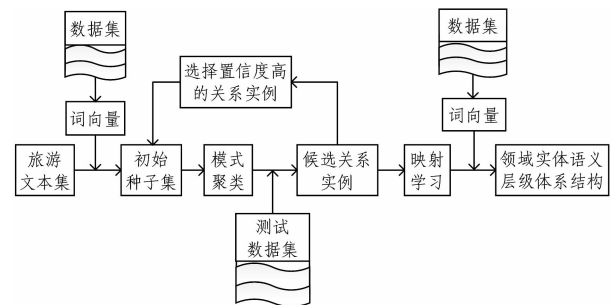 数据集
数据集
选择置信度高
的关系实例
词向量
词向量
旅游
文本集
初始
种子集
模式
聚类
候选关系
实例
映射
学习
领域实体语义
层级体系结构
测试
数据集